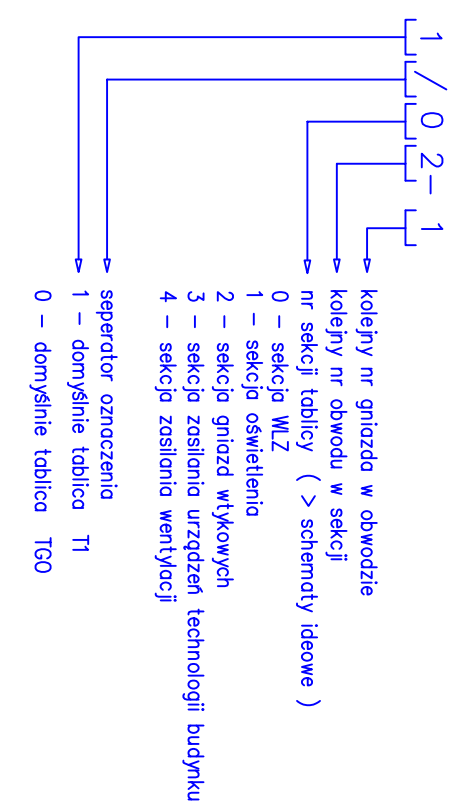 1/02-1
kolejny nr gniazda w obwodzie
kolejny nr obwodu w sekcji
nr sekcji tablicy ( > schematy ideowe )
0 - sekcja WLZ
1 - sekcja oświetlenia
2 - sekcja gniazd wtykowych
3 - sekcja zasilania urządzeń technologii budynku
4 - sekcja zasilania wentylacji
seperator oznaczenia
1 - domyślnie tablica T1
0 - domyślnie tablica TGO